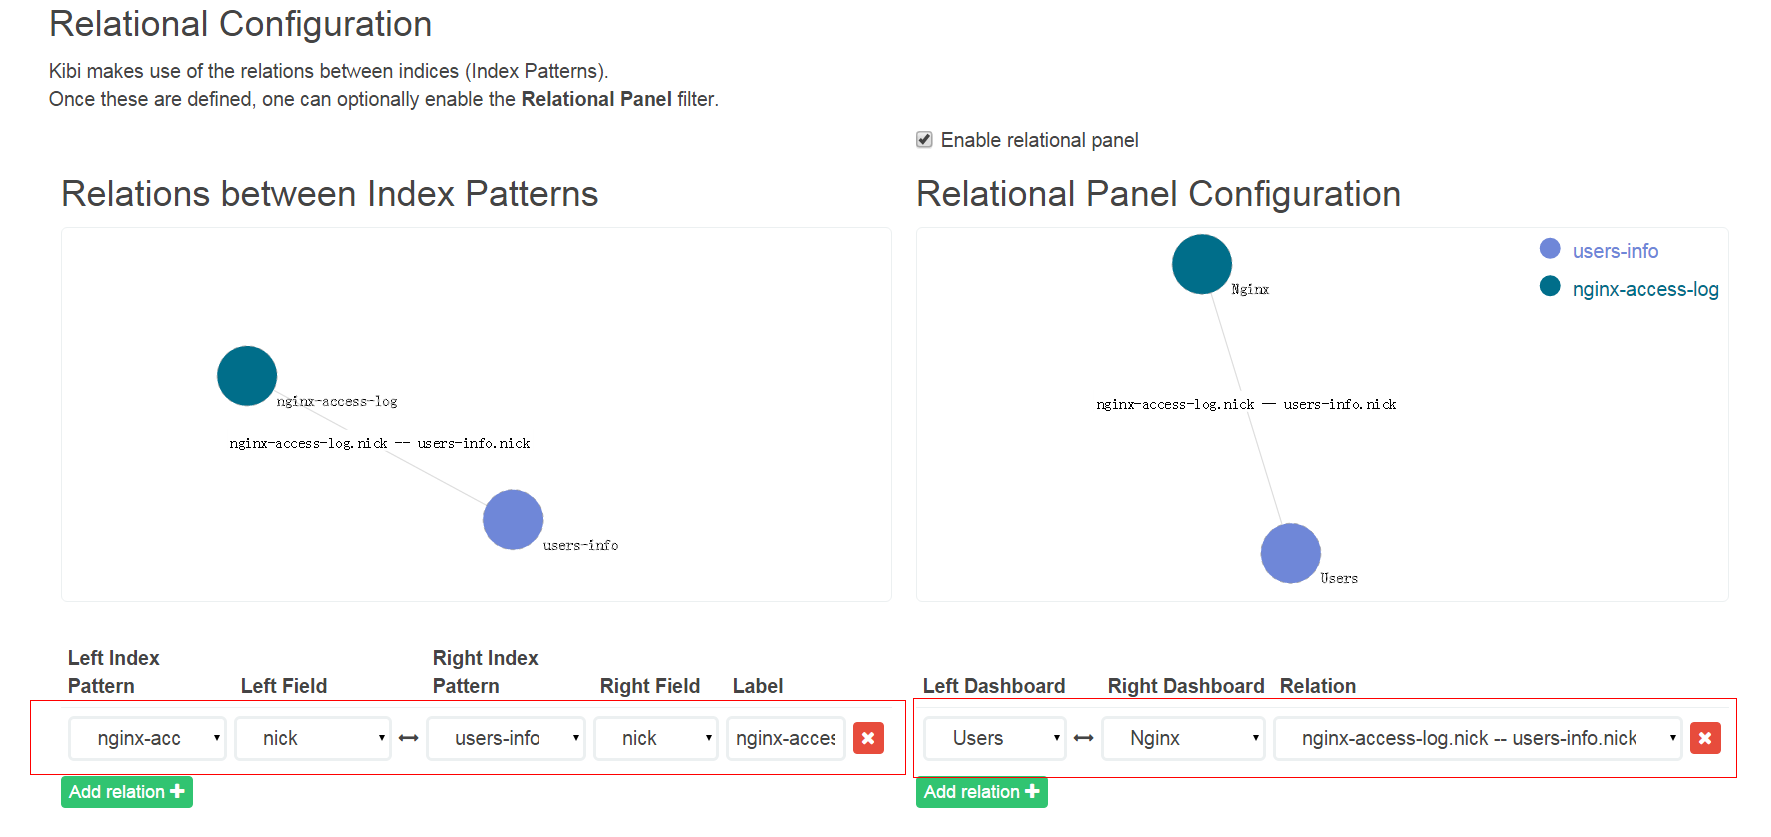 Relational Configuration
Kibi makes use of the relations between indices (Index Patterns).
Once these are defined, one can optionally enable the Relational Panel filter.
Enable relational panel
Relations between Index Patterns
nginx-access-log
nginx-access-log.nick -- users-info.nick
users-info
Left Index Pattern
Left Field
Right Index Pattern
Right Field
Label
nginx-acc
nick
users-info
nick
nginx-acces
Add relation
Relational Panel Configuration
users-info
nginx-access-log
Nginx
nginx-access-log.nick -- users-info.nick
Users
Left Dashboard
Right Dashboard
Relation
Users
Nginx
nginx-access-log.nick -- users-info.nick
Add relation